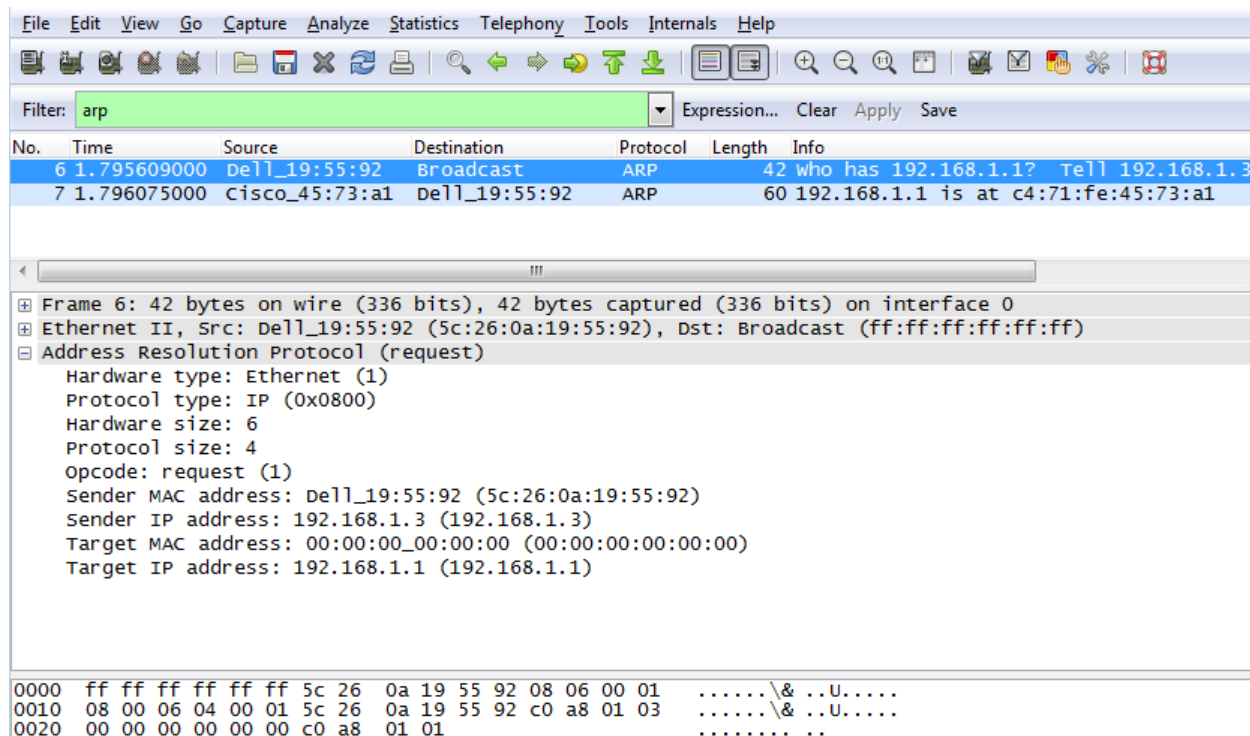 File Edit View Go Capture Analyze Statistics Telephony Tools Internals Help
Filter: arp Expression... Clear Apply Save
No. Time Source Destination Protocol Length Info
6 1.795609000 Dell_19:55:92 Broadcast ARP 42 Who has 192.168.1.1? Tell 192.168.1.3
7 1.796075000 Cisco_45:73:a1 Dell_19:55:92 ARP 60 192.168.1.1 is at c4:71:fe:45:73:a1
Frame 6: 42 bytes on wire (336 bits), 42 bytes captured (336 bits) on interface 0
Ethernet II, Src: Dell_19:55:92 (5c:26:0a:19:55:92), Dst: Broadcast (ff:ff:ff:ff:ff:ff)
Address Resolution Protocol (request)
Hardware type: Ethernet (1)
Protocol type: IP (0x0800)
Hardware size: 6
Protocol size: 4
Opcode: request (1)
Sender MAC address: Dell_19:55:92 (5c:26:0a:19:55:92)
Sender IP address: 192.168.1.3 (192.168.1.3)
Target MAC address: 00:00:00_00:00:00 (00:00:00:00:00:00)
Target IP address: 192.168.1.1 (192.168.1.1)
0000 ff ff ff ff ff ff 5c 26 0a 19 55 92 08 06 00 01 ......\& ..U.....
0010 08 00 06 04 00 01 5c 26 0a 19 55 92 c0 a8 01 03 ......\& ..U.....
0020 00 00 00 00 00 00 c0 a8 01 01 ........ ..